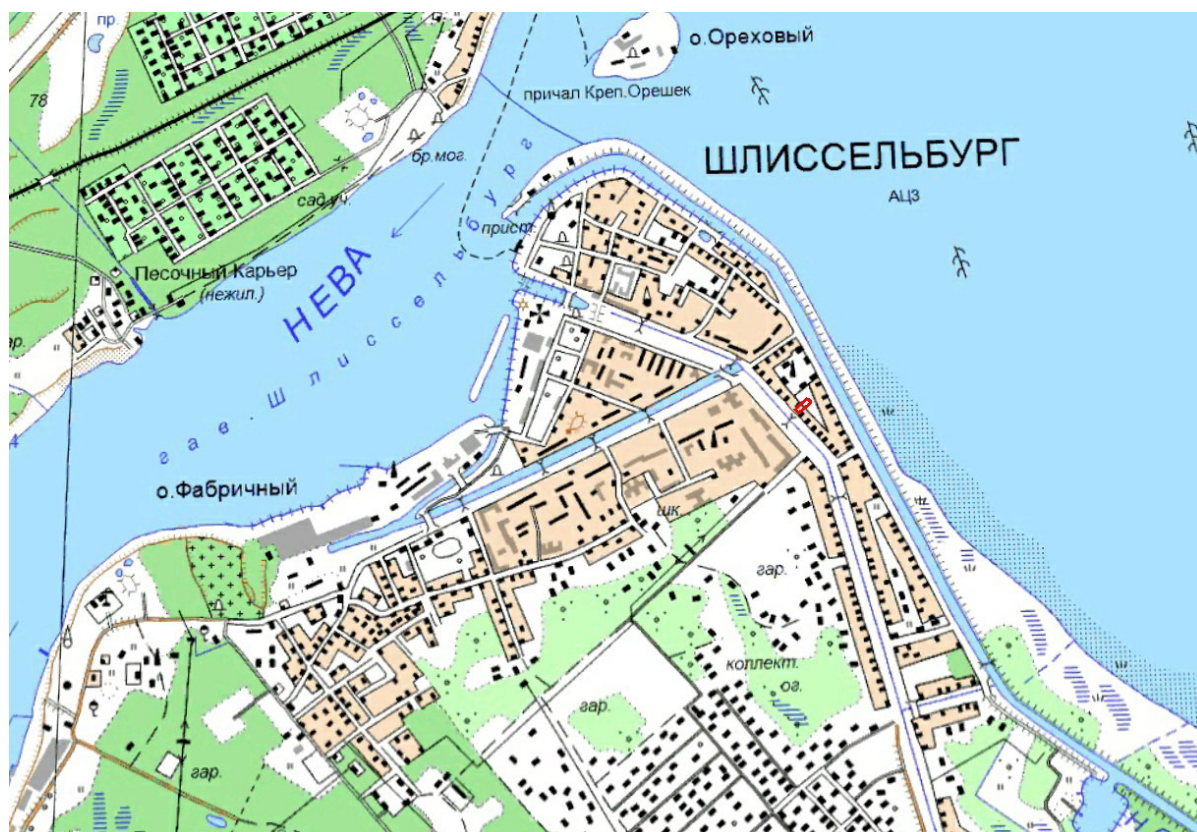 пр.
о.Ореховый
78
причал Креп.Орешек
ШЛИССЕЛЬБУРГ
АЦЗ
бр.мог.
сад.уч.
прист.
Песочный Карьер
(нежил.)
НЕВА
гав. Шлиссельбург
о.Фабричный
шк.
гар.
коллект.
ог.
гар.
гар.